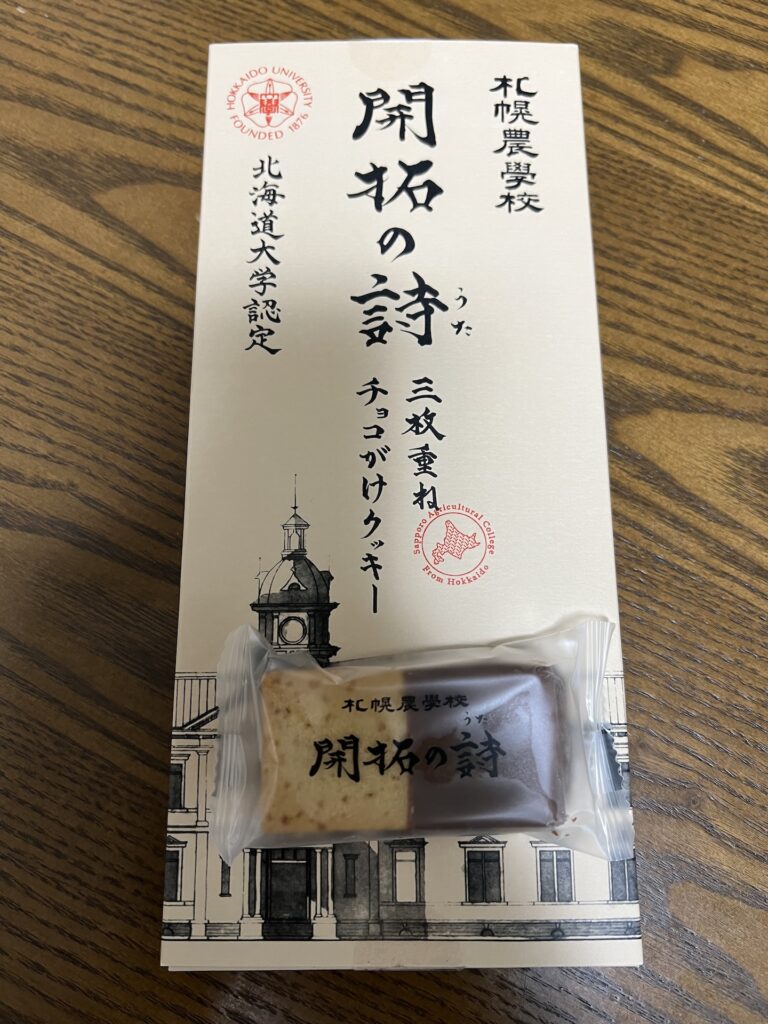 札幌農學校
開拓の詩
うた
三枚重ね
チョコがけクッキー
HOKKAIDO UNIVERSITY
FOUNDED 1876
北海道大学認定
Sapporo Agricultural College
From Hokkaido
札幌農學校
開拓の詩
うた